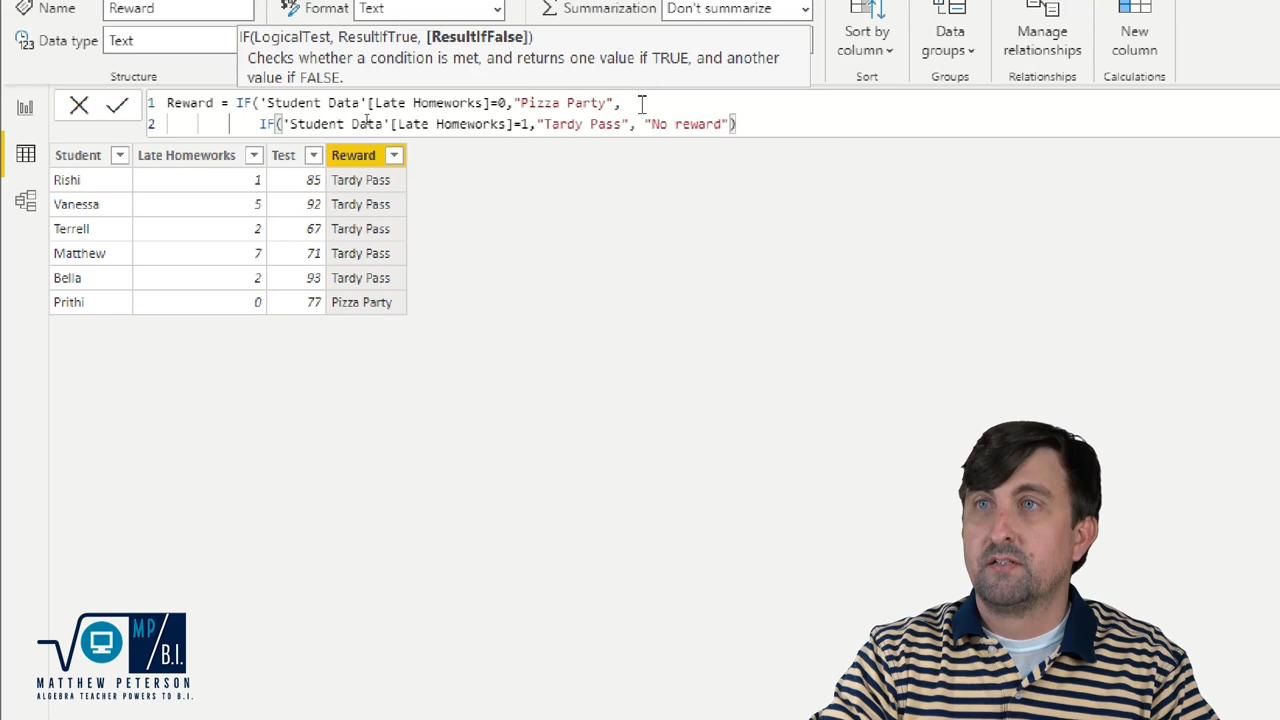 Name Reward Format Text Summarization Don't summarize
Data type Text
IF(LogicalTest, ResultIfTrue, [ResultIfFalse])
Checks whether a condition is met, and returns one value if TRUE, and another
value if FALSE.
Sort by
column
Data
groups
Manage
relationships
New
column
Structure
Sort
Groups
Relationships
Calculations
1 Reward = IF('Student Data'[Late Homeworks]=0,"Pizza Party",
2 IF('Student Data'[Late Homeworks]=1,"Tardy Pass", "No reward")
Student Late Homeworks Test Reward
Rishi 1 85 Tardy Pass
Vanessa 5 92 Tardy Pass
Terrell 2 67 Tardy Pass
Matthew 7 71 Tardy Pass
Bella 2 93 Tardy Pass
Prithi 0 77 Pizza Party
MP
B.I.
MATTHEW PETERSON
ALGEBRA TEACHER POWERS TO B.I.